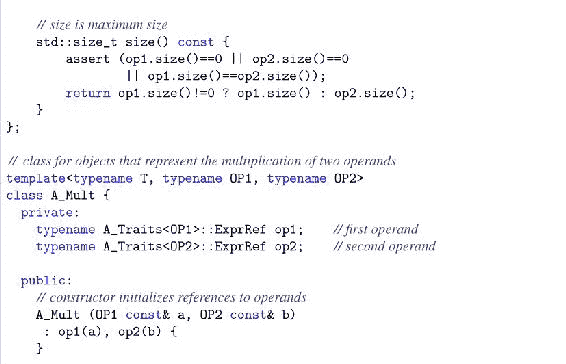 // size is maximum size
std::size_t size() const {
assert (op1.size()==0 || op2.size()==0
|| op1.size()==op2.size());
return op1.size()!=0 ? op1.size() : op2.size();
}
};
// class for objects that represent the multiplication of two operands
template<typename T, typename OP1, typename OP2>
class A_Mult {
private:
typename A_Traits<OP1>::ExprRef op1; // first operand
typename A_Traits<OP2>::ExprRef op2; // second operand
public:
// constructor initializes references to operands
A_Mult (OP1 const& a, OP2 const& b)
: op1(a), op2(b) {
}